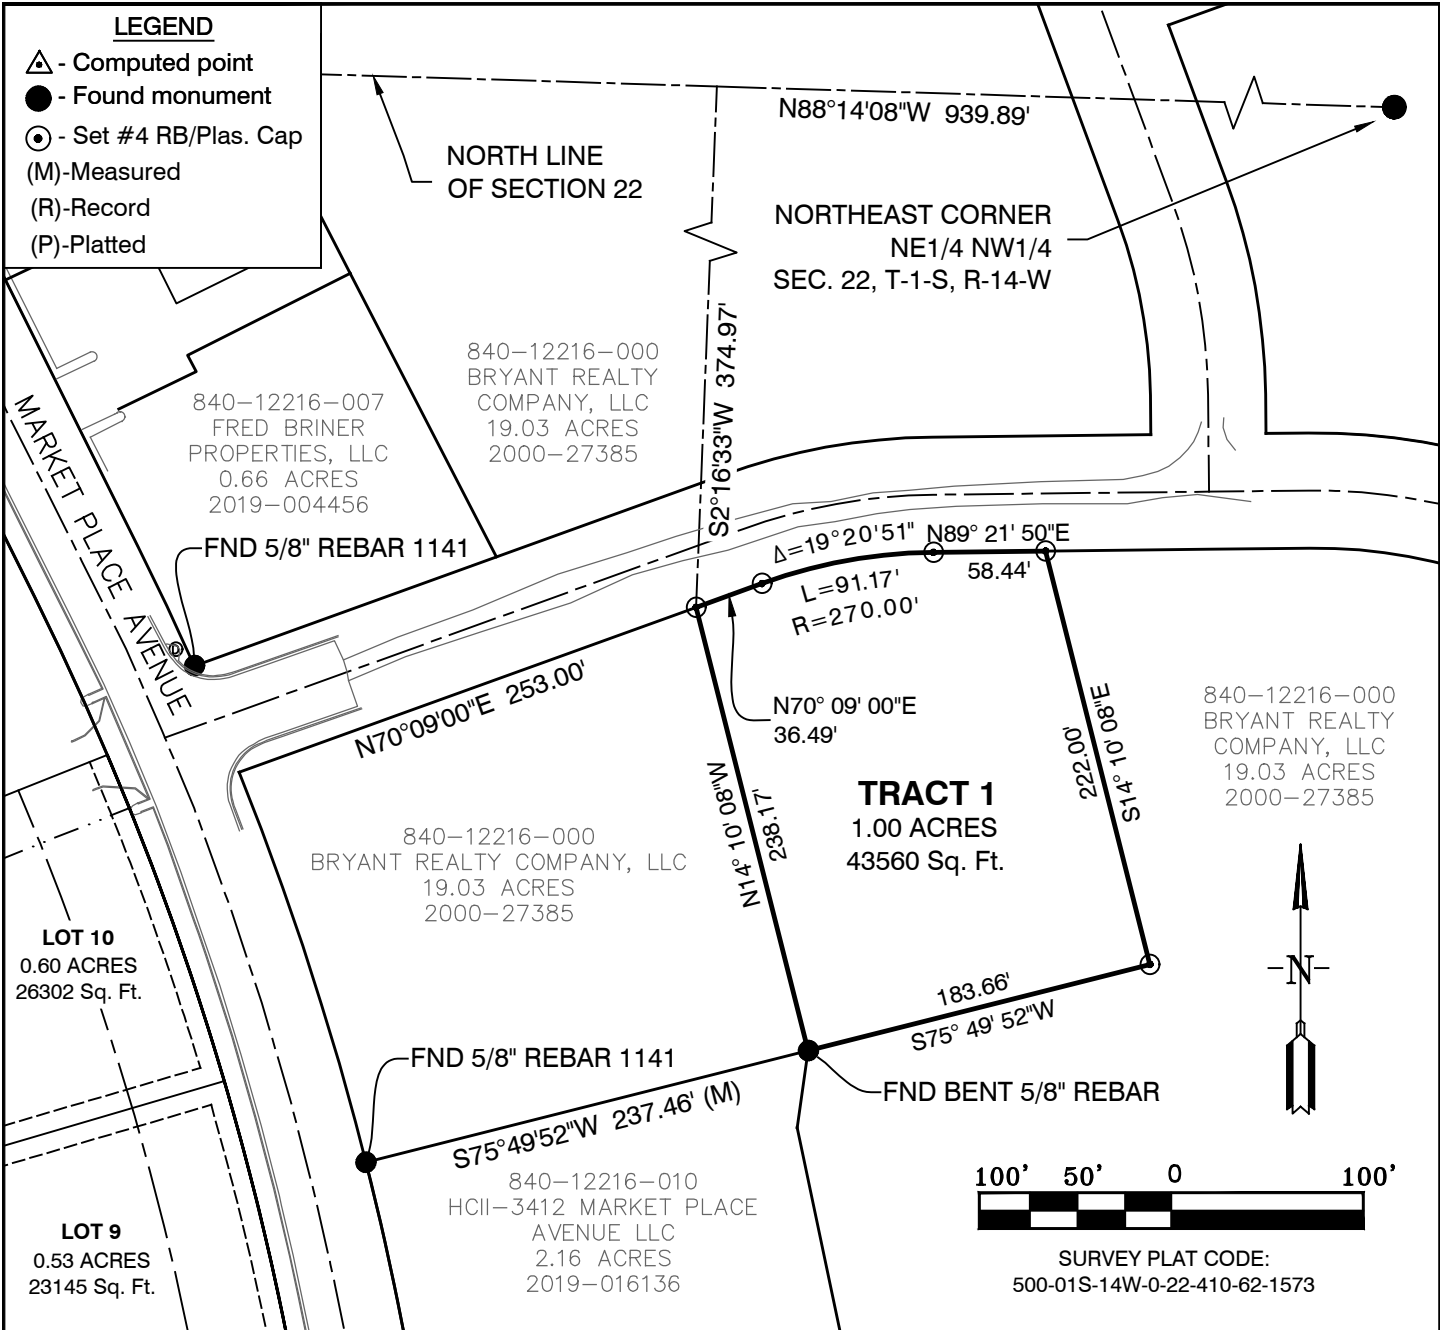 LEGEND
- Computed point
- Found monument
- Set #4 RB/Plas. Cap
(M)-Measured
(R)-Record
(P)-Platted
N88°14'08"W 939.89'
NORTH LINE
OF SECTION 22
NORTHEAST CORNER
NE1/4 NW1/4
SEC. 22, T-1-S, R-14-W
S2°16'33"W 374.97'
840-12216-000
BRYANT REALTY
COMPANY, LLC
19.03 ACRES
2000-27385
840-12216-007
FRED BRINER
PROPERTIES, LLC
0.66 ACRES
2019-004456
MARKET PLACE AVENUE
FND 5/8" REBAR 1141
D
Δ=19°20'51"
L=91.17'
R=270.00'
N89° 21' 50"E
58.44'
N70°09'00"E 253.00'
N70° 09' 00"E
36.49'
N14° 10' 08"W
238.17'
TRACT 1
1.00 ACRES
43560 Sq. Ft.
222.00'
S14° 10' 08"E
840-12216-000
BRYANT REALTY
COMPANY, LLC
19.03 ACRES
2000-27385
840-12216-000
BRYANT REALTY COMPANY, LLC
19.03 ACRES
2000-27385
LOT 10
0.60 ACRES
26302 Sq. Ft.
N
183.66'
S75° 49' 52"W
FND 5/8" REBAR 1141
FND BENT 5/8" REBAR
S75°49'52"W 237.46' (M)
840-12216-010
HCII-3412 MARKET PLACE
AVENUE LLC
2.16 ACRES
2019-016136
LOT 9
0.53 ACRES
23145 Sq. Ft.
100' 50' 0 100'
SURVEY PLAT CODE:
500-01S-14W-0-22-410-62-1573